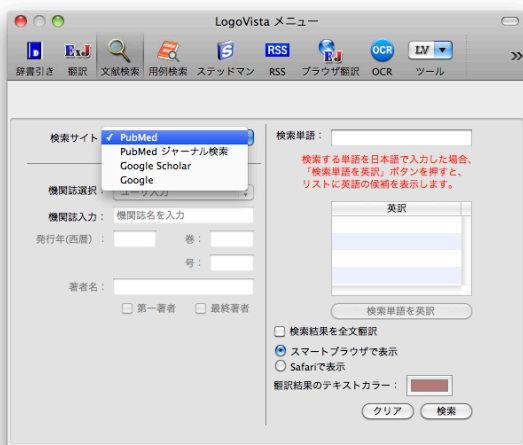 LogoVista メニュー
ExJ
ExJ
OCR
RSS
LV
辞書引き 翻訳 文献検索 用例検索 ステッドマン RSS ブラウザ翻訳 OCR ツール
検索サイト
✓ PubMed
PubMed ジャーナル検索
Google Scholar
Google
機関誌選択：
ユーザ入力
機関誌入力：
機関誌名を入力
発行年(西暦)：
巻：
号：
著者名：
第一著者
最終著者
検索単語：
検索する単語を日本語で入力した場合、
「検索単語を英訳」ボタンを押すと、
リストに英語の候補を表示します。
英訳
検索単語を英訳
検索結果を全文翻訳
スマートブラウザで表示
Safariで表示
翻訳結果のテキストカラー：
クリア
検索